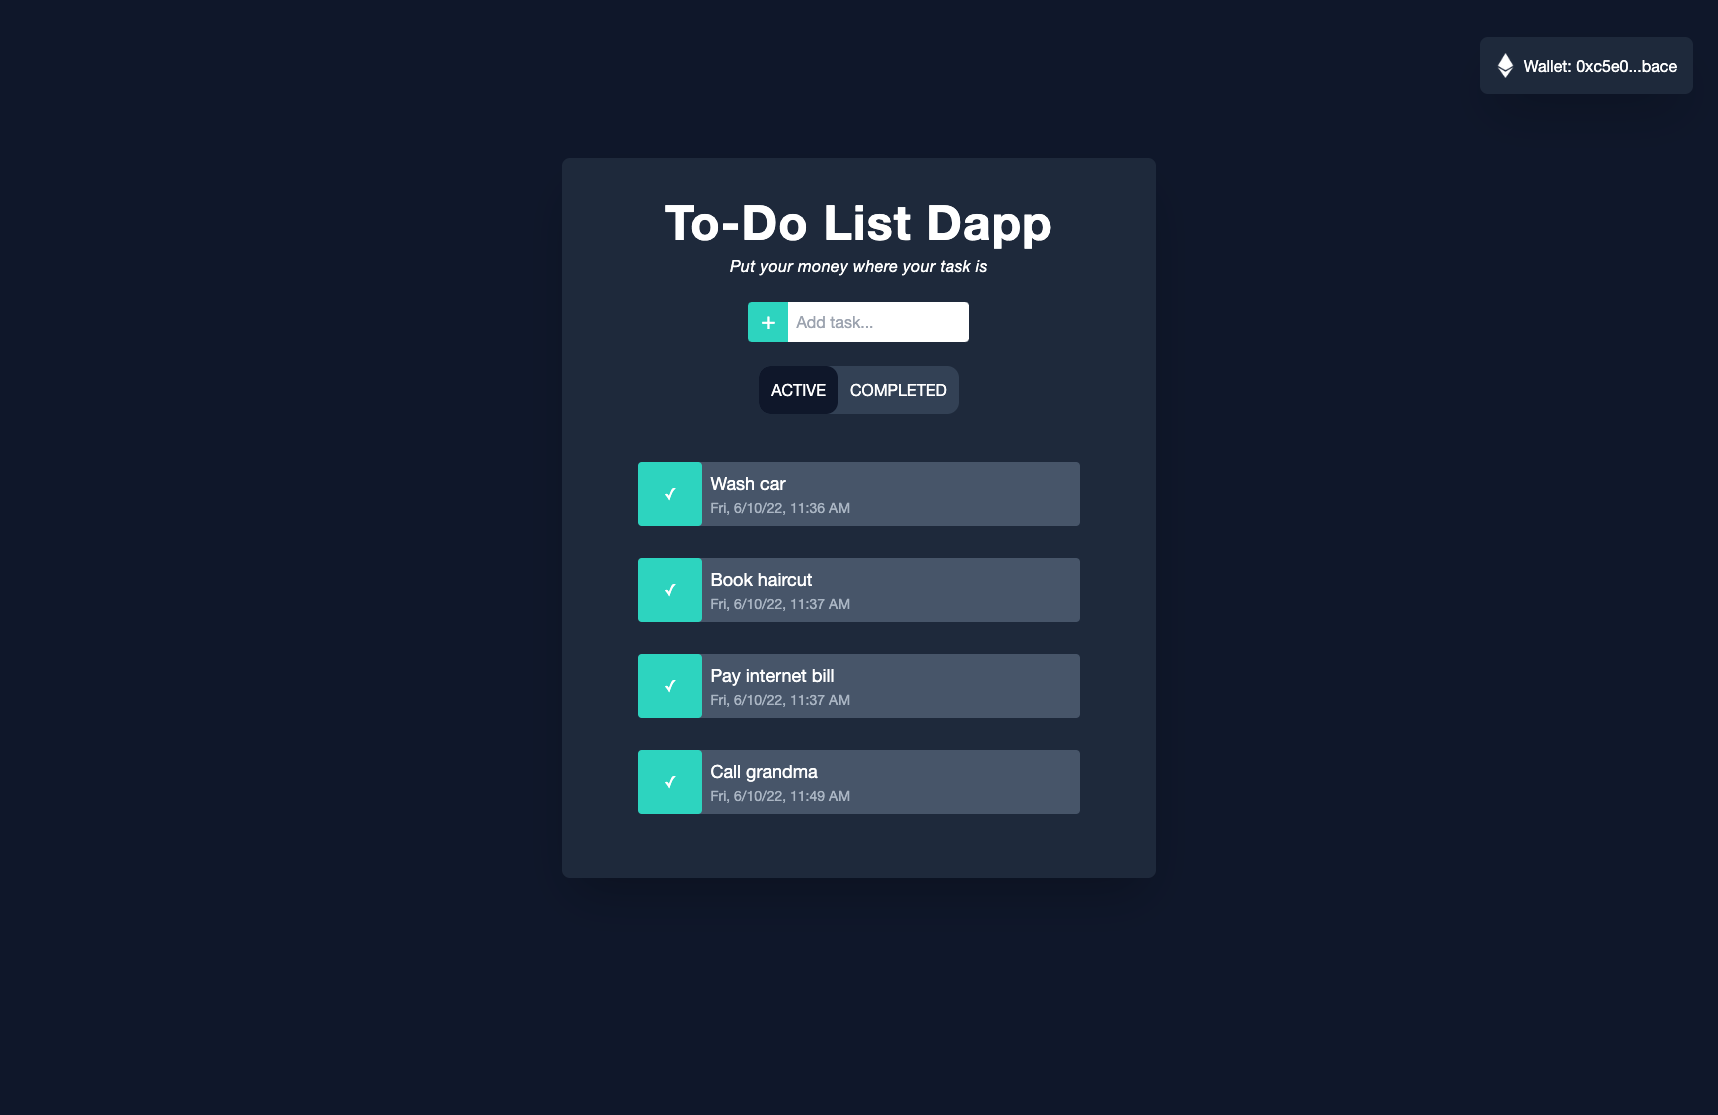 Wallet: 0xc5e0...bace
To-Do List Dapp
Put your money where your task is
+ Add task...
ACTIVE COMPLETED
✓ Wash car
Fri, 6/10/22, 11:36 AM
✓ Book haircut
Fri, 6/10/22, 11:37 AM
✓ Pay internet bill
Fri, 6/10/22, 11:37 AM
✓ Call grandma
Fri, 6/10/22, 11:49 AM